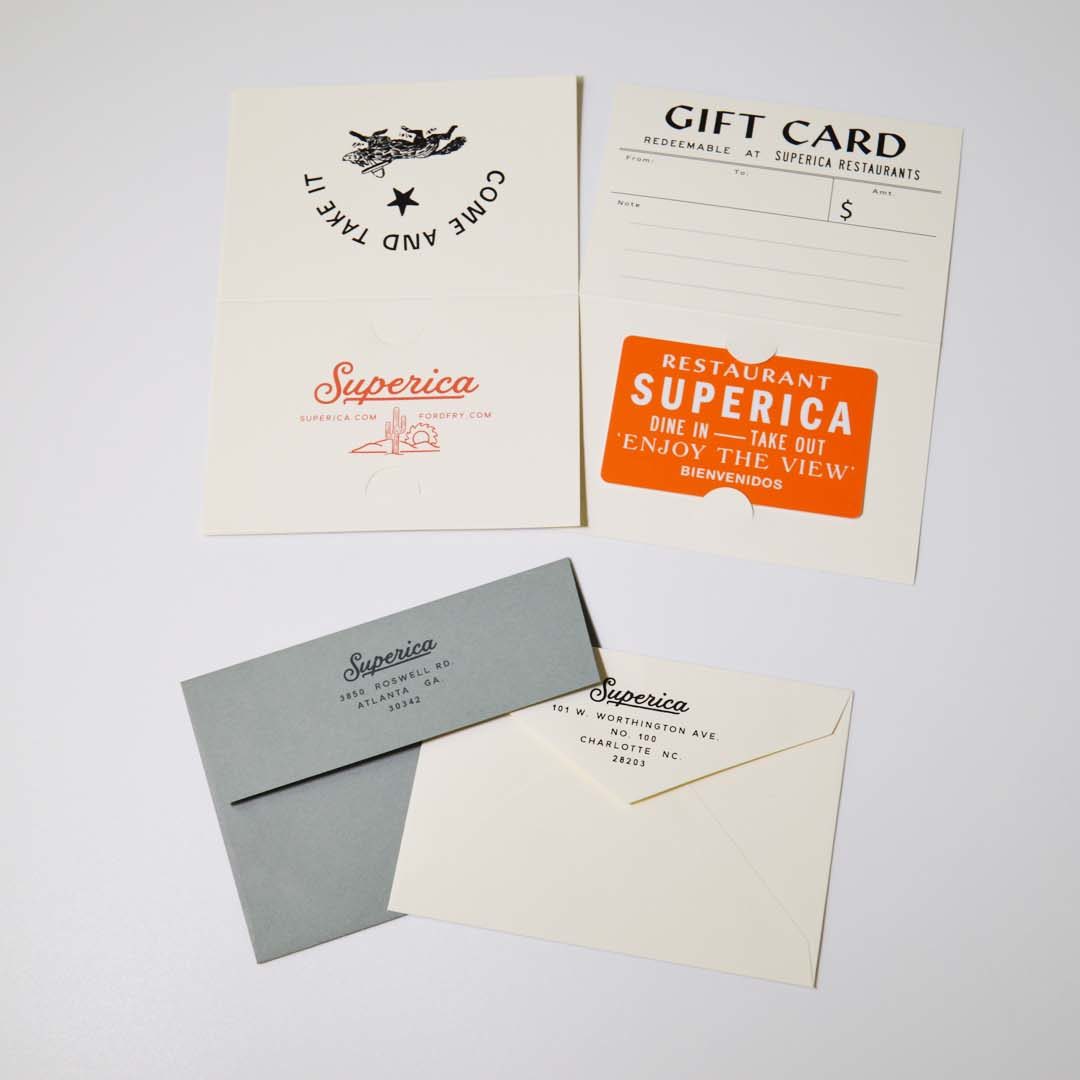 COME AND TAKE IT
Superica
SUPERICA.COM FORDFRY.COM
GIFT CARD
REDEEMABLE AT SUPERICA RESTAURANTS
From: To: Amt.
$
Note
RESTAURANT
SUPERICA
DINE IN — TAKE OUT
'ENJOY THE VIEW'
BIENVENIDOS
Superica
3850 ROSWELL RD.
ATLANTA GA.
30342
Superica
101 W. WORTHINGTON AVE.
NO. 100
CHARLOTTE NC.
28203